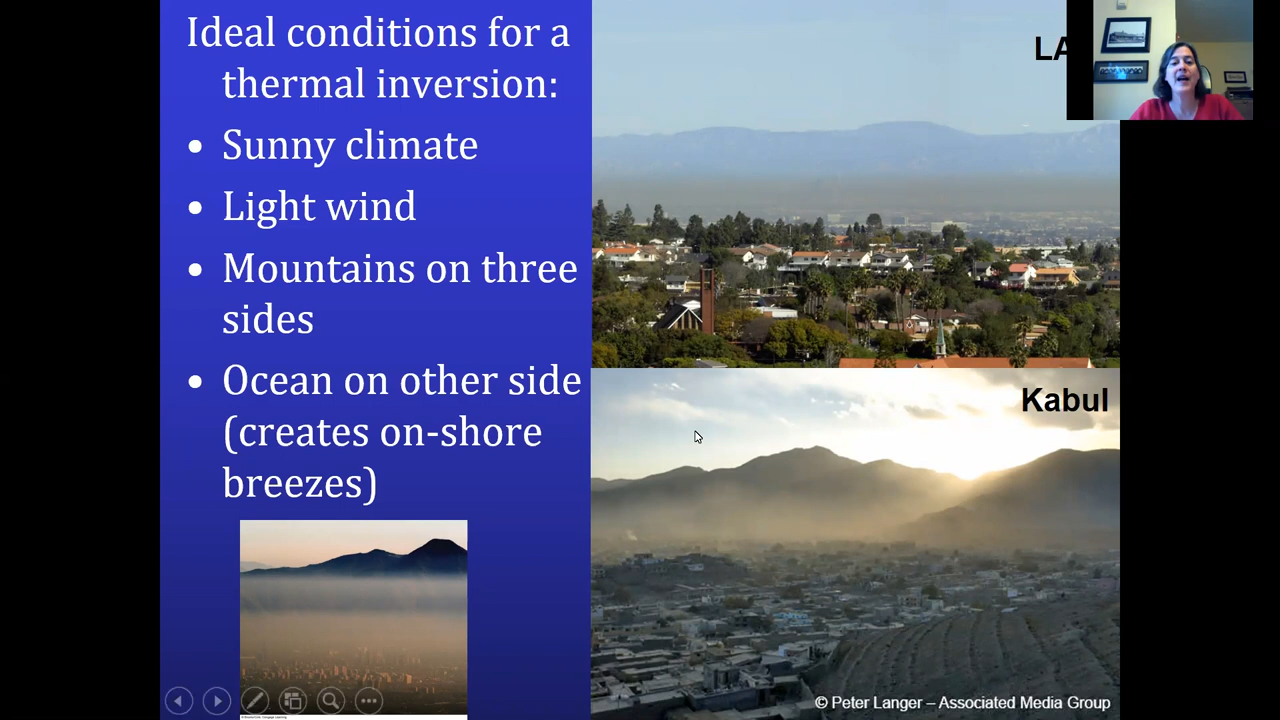 Ideal conditions for a
thermal inversion:
• Sunny climate
• Light wind
• Mountains on three
sides
• Ocean on other side
(creates on-shore
breezes)
LA
Kabul
© Peter Langer – Associated Media Group